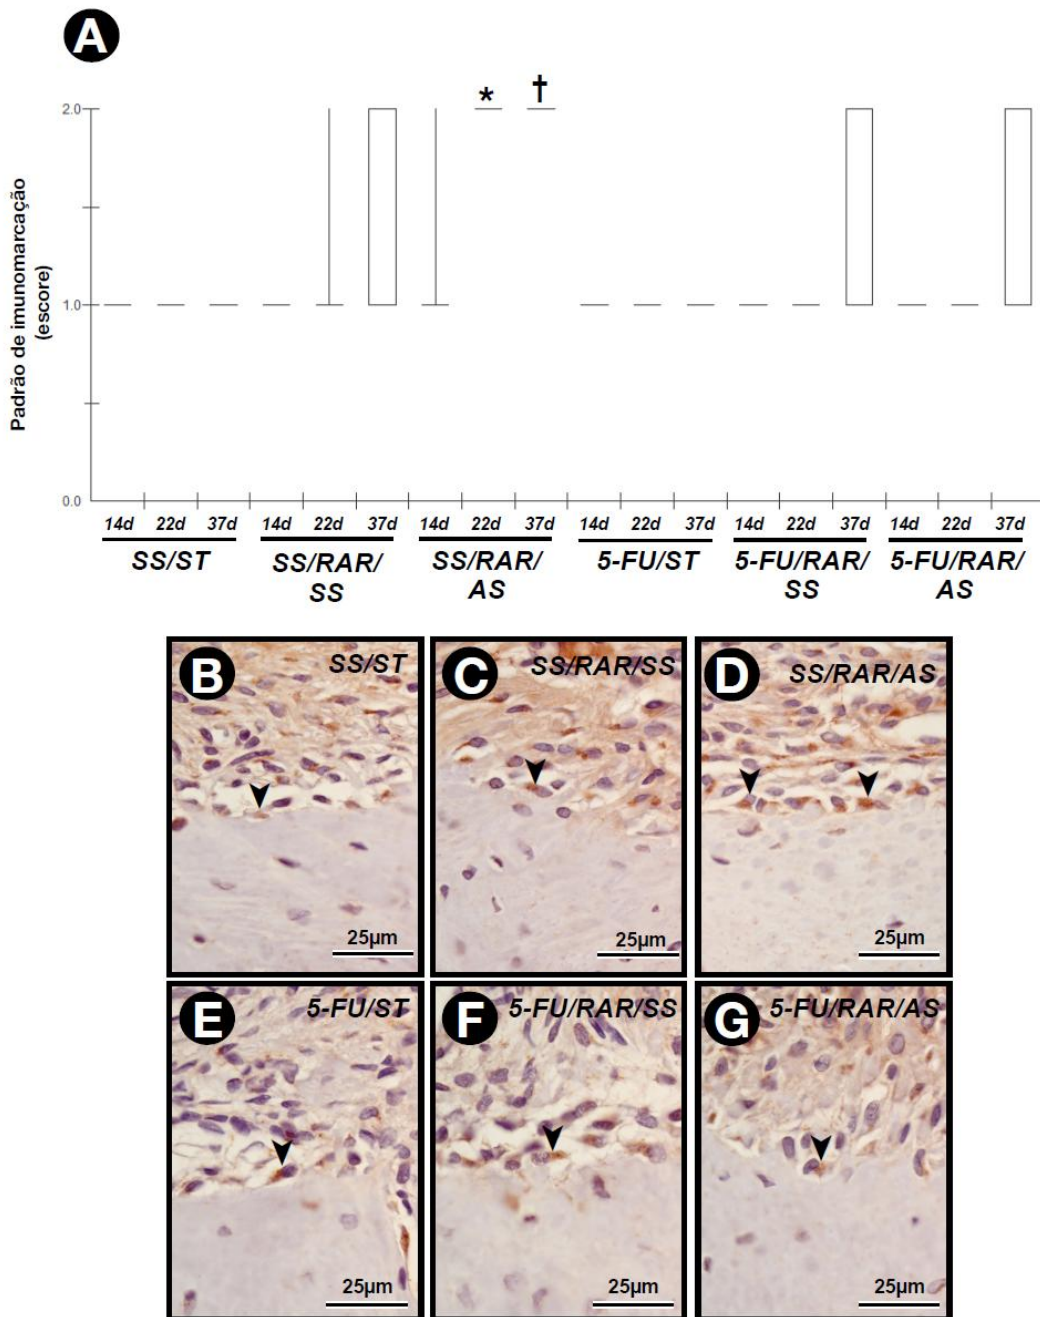 A
Padrão de imunomarcação
(escore)
2.0
1.0
0.0
* †
14d 22d 37d 14d 22d 37d 14d 22d 37d 14d 22d 37d 14d 22d 37d 14d 22d 37d
SS/ST
SS/RAR/
SS
SS/RAR/
AS
5-FU/ST
5-FU/RAR/
SS
5-FU/RAR/
AS
B SS/ST
25µm
C SS/RAR/SS
25µm
D SS/RAR/AS
25µm
E 5-FU/ST
25µm
F 5-FU/RAR/SS
25µm
G 5-FU/RAR/AS
25µm